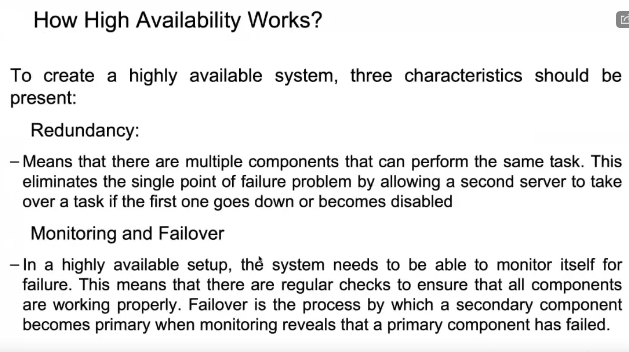 How High Availability Works?
To create a highly available system, three characteristics should be
present:
Redundancy:
– Means that there are multiple components that can perform the same task. This
eliminates the single point of failure problem by allowing a second server to take
over a task if the first one goes down or becomes disabled
Monitoring and Failover
– In a highly available setup, the system needs to be able to monitor itself for
failure. This means that there are regular checks to ensure that all components
are working properly. Failover is the process by which a secondary component
becomes primary when monitoring reveals that a primary component has failed.